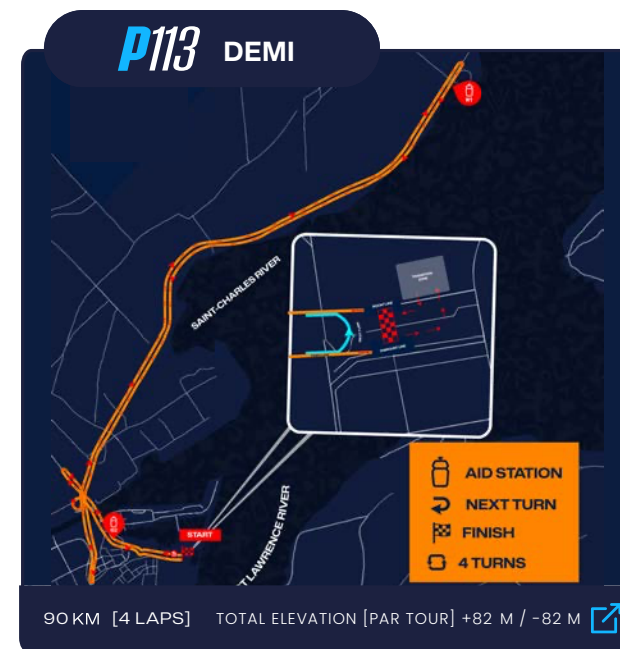 P113 DEMI
SAINT-CHARLES RIVER
START
T LAWRENCE RIVER
AID STATION
NEXT TURN
FINISH
4 TURNS
90 KM [4 LAPS] TOTAL ELEVATION [PAR TOUR] +82 M / -82 M